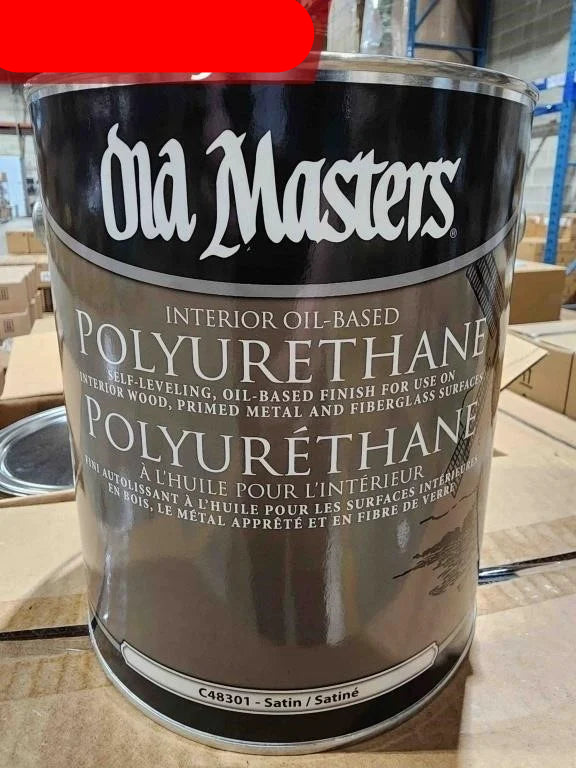 Old Masters®
INTERIOR OIL-BASED
POLYURETHANE
SELF-LEVELING, OIL-BASED FINISH FOR USE ON
INTERIOR WOOD, PRIMED METAL AND FIBERGLASS SURFACES
POLYURÉTHANE
À L'HUILE POUR L'INTÉRIEUR
FINI AUTOLISSANT À L'HUILE POUR LES SURFACES INTÉRIEURES
EN BOIS, LE MÉTAL APPRÊTÉ ET EN FIBRE DE VERRE
C48301 - Satin / Satiné